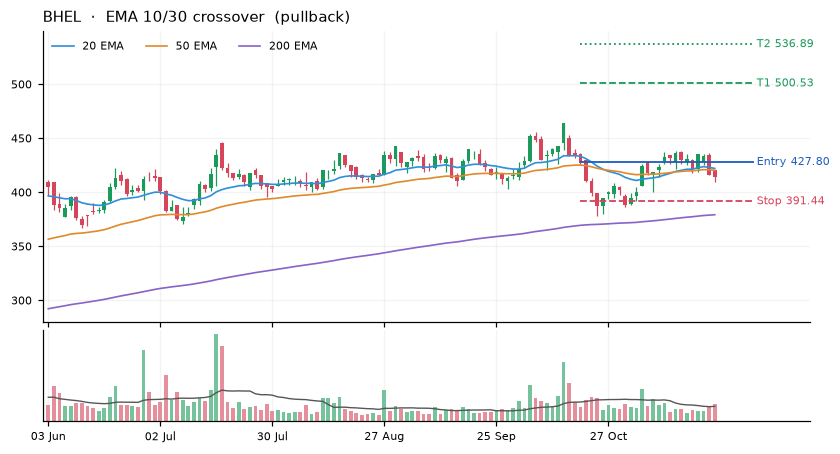 BHEL · EMA 10/30 crossover (pullback)
20 EMA 50 EMA 200 EMA
T2 536.89
T1 500.53
500
450
Entry 427.80
400
Stop 391.44
350
300
03 Jun 02 Jul 30 Jul 27 Aug 25 Sep 27 Oct